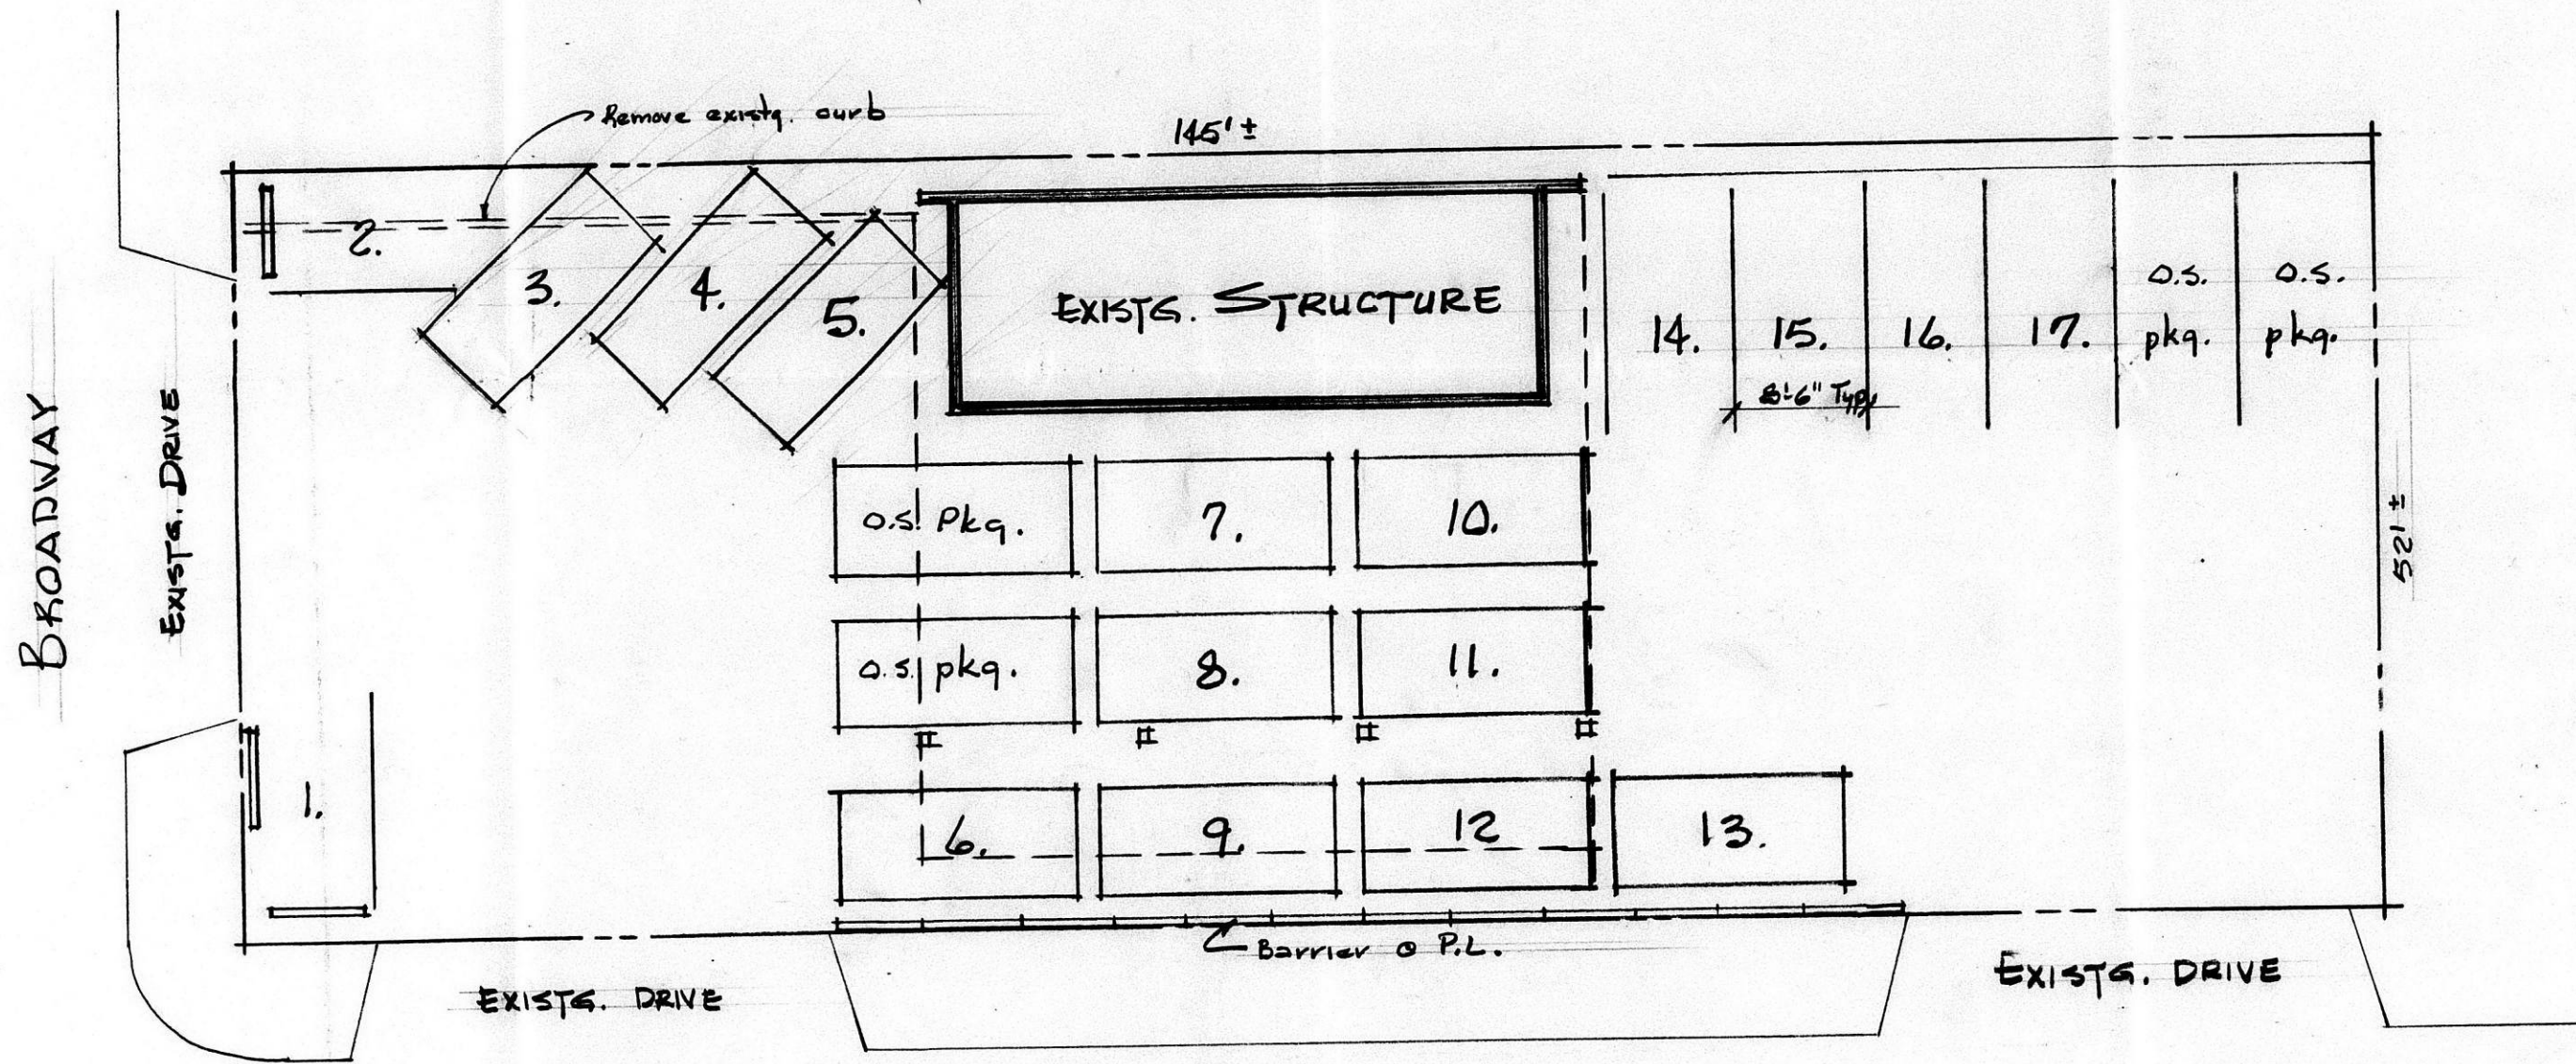 Remove existg. curb
145'±
2.
3.
4.
5.
EXISTG. STRUCTURE
14.
15.
16.
17.
O.S.
pkg.
O.S.
pkg.
8'-6" Typ.
BROADWAY
EXISTG. DRIVE
52'±
O.S. Pkg.
7.
10.
O.S. pkg.
8.
11.
1.
6.
9.
12
13.
Barrier @ P.L.
EXISTG. DRIVE
EXISTG. DRIVE